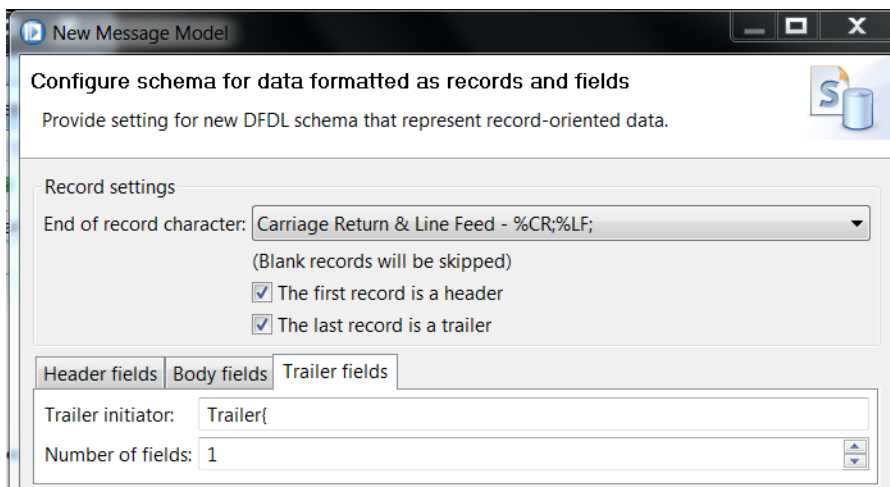 New Message Model
Configure schema for data formatted as records and fields
Provide setting for new DFDL schema that represent record-oriented data.
Record settings
End of record character: Carriage Return & Line Feed - %CR;%LF;
(Blank records will be skipped)
The first record is a header
The last record is a trailer
Header fields Body fields Trailer fields
Trailer initiator: Trailer{
Number of fields: 1